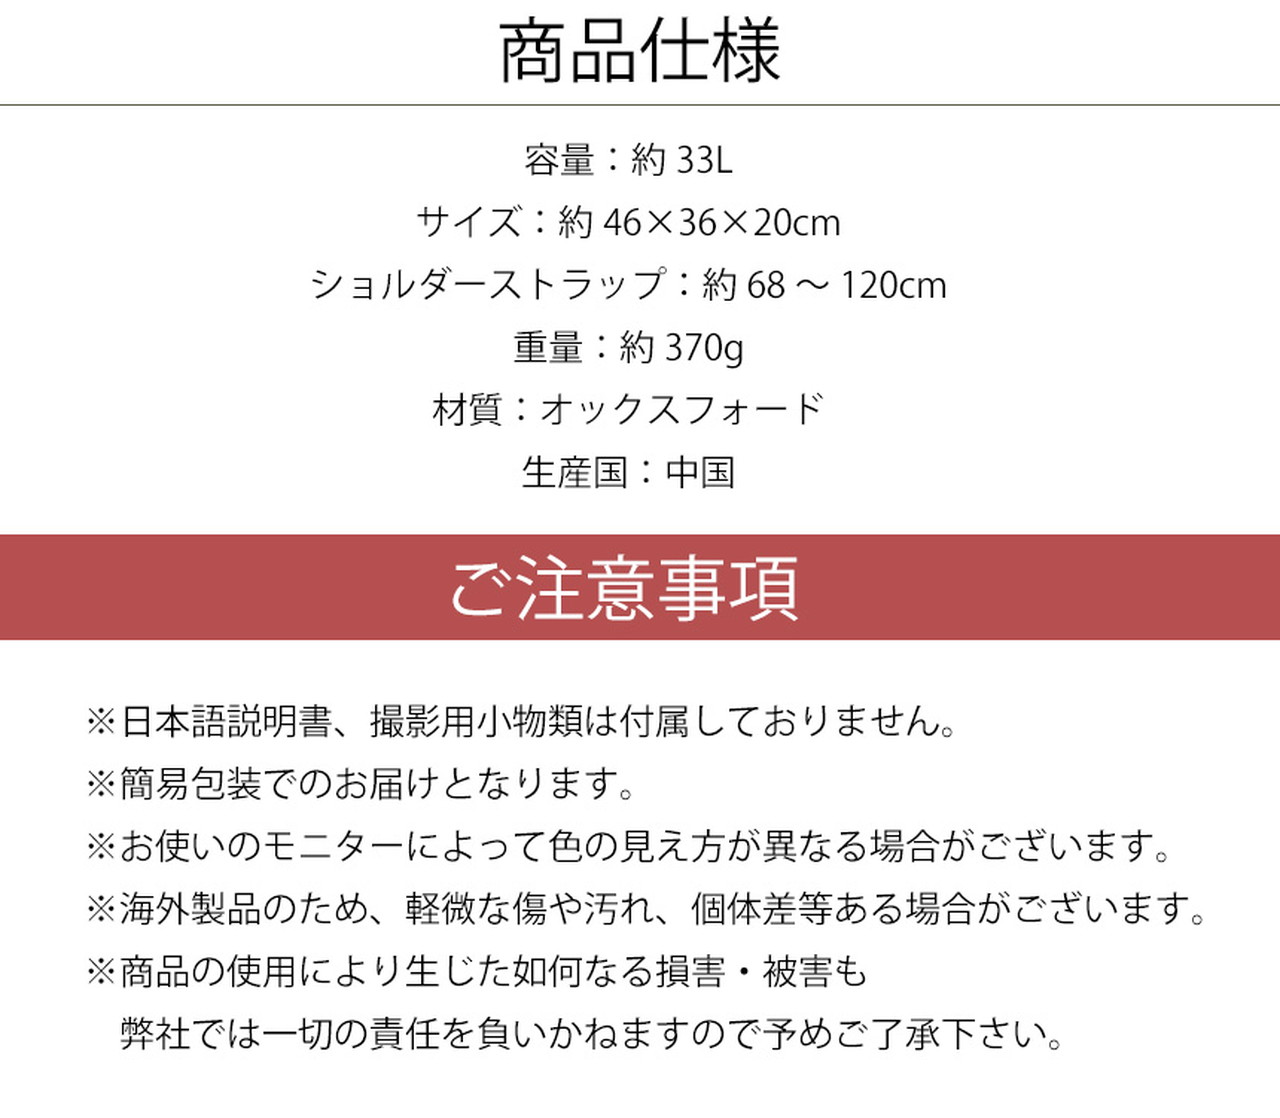 商品仕様
容量：約 33L
サイズ：約 46×36×20cm
ショルダーストラップ：約 68 ～ 120cm
重量：約 370g
材質：オックスフォード
生産国：中国
ご注意事項
※日本語説明書、撮影用小物類は付属しておりません。
※簡易包装でのお届けとなります。
※お使いのモニターによって色の見え方が異なる場合がございます。
※海外製品のため、軽微な傷や汚れ、個体差等ある場合がございます。
※商品の使用により生じた如何なる損害・被害も
弊社では一切の責任を負いかねますので予めご了承下さい。